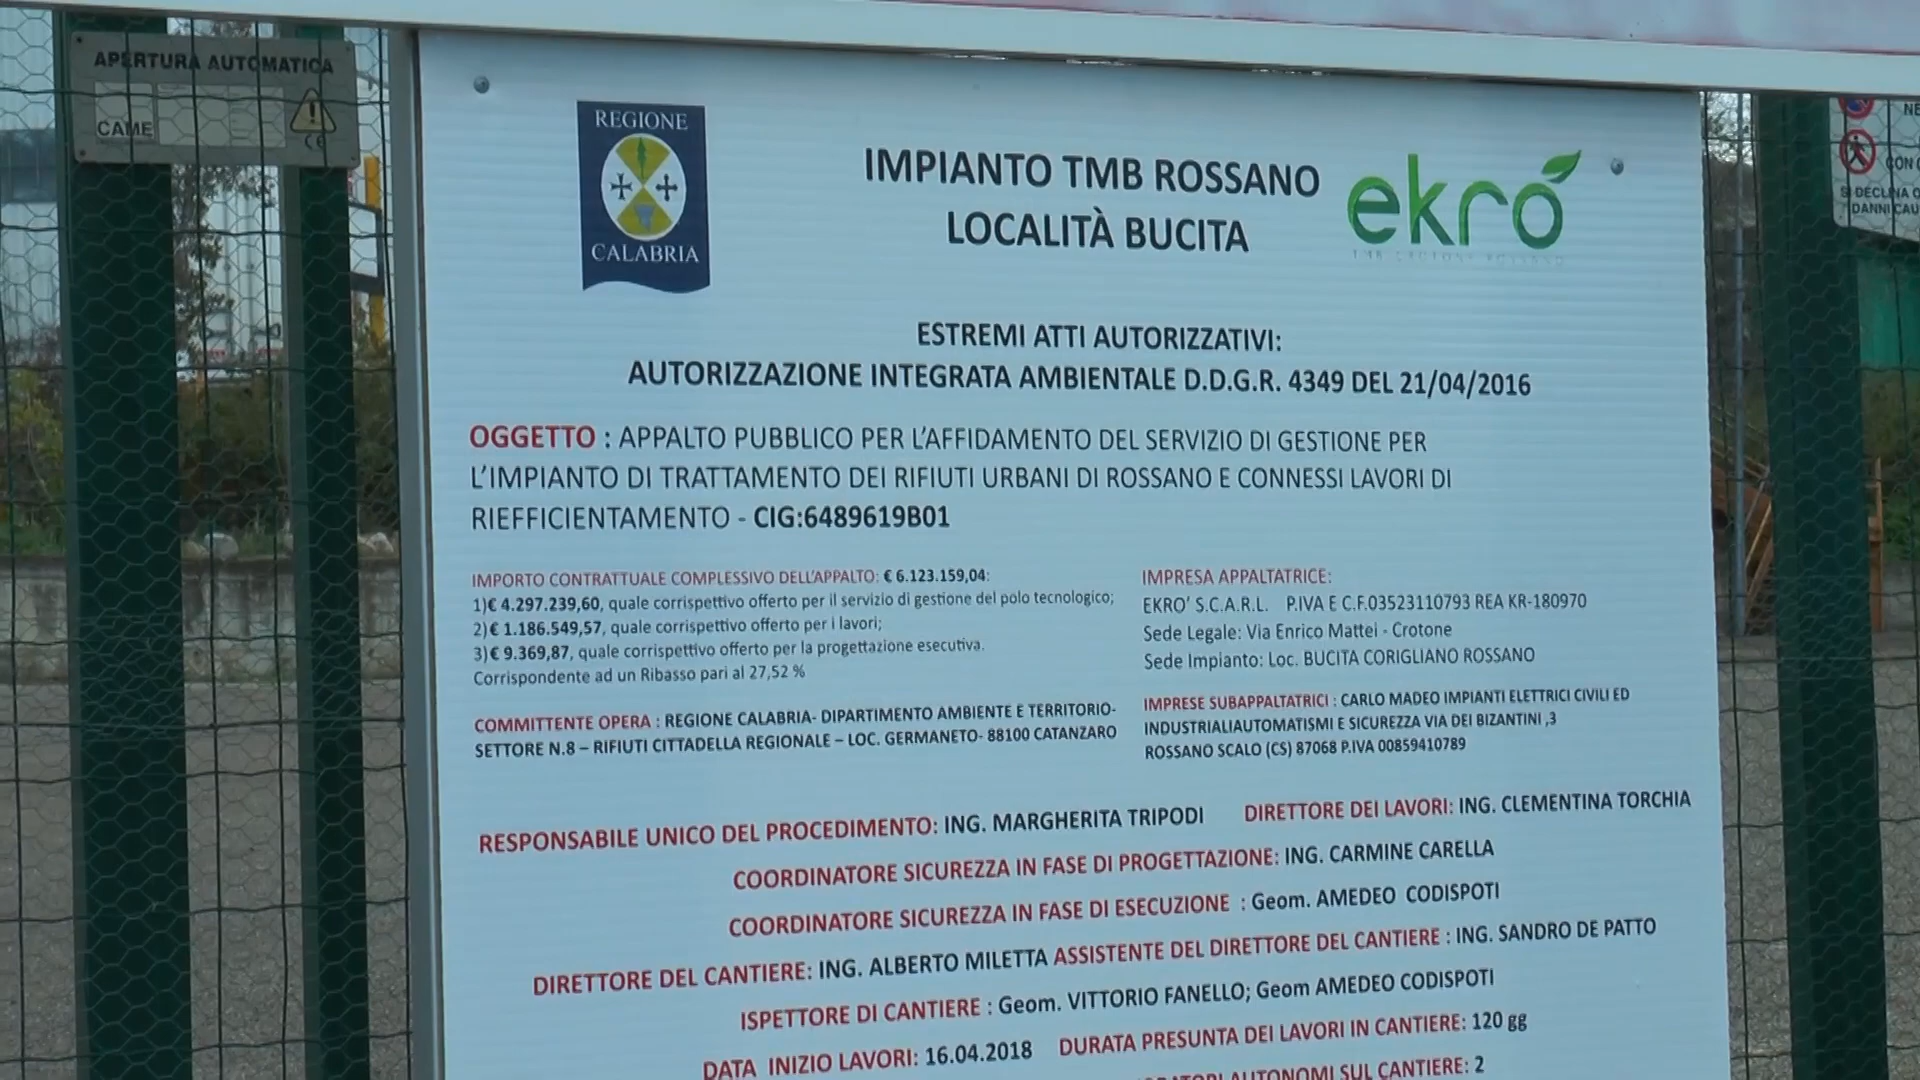 APERTURA AUTOMATICA
CAME
REGIONE
CALABRIA
IMPIANTO TMB ROSSANO
LOCALITÀ BUCITA
ekrò
ESTREMI ATTI AUTORIZZATIVI:
AUTORIZZAZIONE INTEGRATA AMBIENTALE D.D.G.R. 4349 DEL 21/04/2016
OGGETTO : APPALTO PUBBLICO PER L'AFFIDAMENTO DEL SERVIZIO DI GESTIONE PER
L'IMPIANTO DI TRATTAMENTO DEI RIFIUTI URBANI DI ROSSANO E CONNESSI LAVORI DI
RIEFFICIENTAMENTO - CIG:6489619B01
IMPORTO CONTRATTUALE COMPLESSIVO DELL'APPALTO: € 6.123.159,04:
1)€ 4.297.239,60, quale corrispettivo offerto per il servizio di gestione del polo tecnologico;
2)€ 1.186.549,57, quale corrispettivo offerto per i lavori;
3)€ 9.369,87, quale corrispettivo offerto per la progettazione esecutiva.
Corrispondente ad un Ribasso pari al 27,52 %
COMMITTENTE OPERA : REGIONE CALABRIA- DIPARTIMENTO AMBIENTE E TERRITORIO-
SETTORE N.8 – RIFIUTI CITTADELLA REGIONALE – LOC. GERMANETO- 88100 CATANZARO
IMPRESA APPALTATRICE:
EKRO' S.C.A.R.L. P.IVA E C.F.03523110793 REA KR-180970
Sede Legale: Via Enrico Mattei - Crotone
Sede Impianto: Loc. BUCITA CORIGLIANO ROSSANO
IMPRESE SUBAPPALTATRICI : CARLO MADEO IMPIANTI ELETTRICI CIVILI ED
INDUSTRIALIAUTOMATISMI E SICUREZZA VIA DEI BIZANTINI ,3
ROSSANO SCALO (CS) 87068 P.IVA 00859410789
RESPONSABILE UNICO DEL PROCEDIMENTO: ING. MARGHERITA TRIPODI DIRETTORE DEI LAVORI: ING. CLEMENTINA TORCHIA
COORDINATORE SICUREZZA IN FASE DI PROGETTAZIONE: ING. CARMINE CARELLA
COORDINATORE SICUREZZA IN FASE DI ESECUZIONE : Geom. AMEDEO CODISPOTI
DIRETTORE DEL CANTIERE: ING. ALBERTO MILETTA ASSISTENTE DEL DIRETTORE DEL CANTIERE : ING. SANDRO DE PATTO
ISPETTORE DI CANTIERE : Geom. VITTORIO FANELLO; Geom AMEDEO CODISPOTI
DATA INIZIO LAVORI: 16.04.2018 DURATA PRESUNTA DEI LAVORI IN CANTIERE: 120 gg
AUTONOMI SUL CANTIERE: 2
NE
CON
SI DECLINA
DANNI CAU